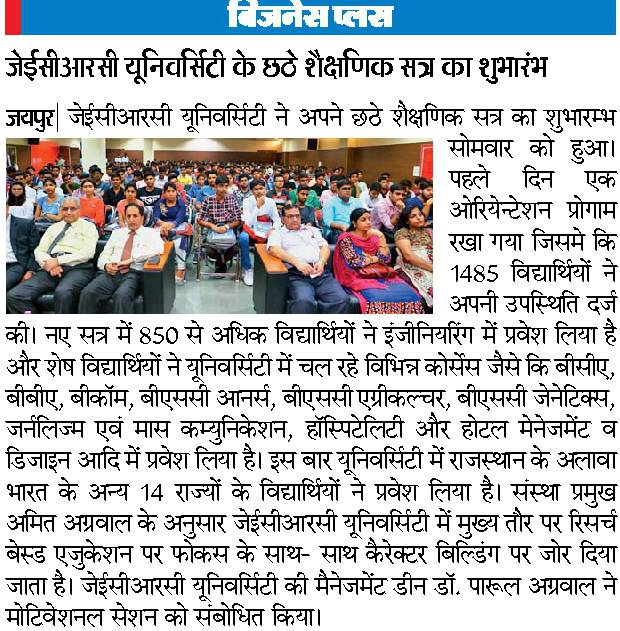 बिजनेस प्लस
जेईसीआरसी यूनिवर्सिटी के छठे शैक्षणिक सत्र का शुभारंभ
जयपुर| जेईसीआरसी यूनिवर्सिटी ने अपने छठे शैक्षणिक सत्र का शुभारम्भ
सोमवार को हुआ।
पहले दिन एक
ओरियेन्टेशन प्रोगाम
रखा गया जिसमे कि
1485 विद्यार्थियों ने
अपनी उपस्थिति दर्ज
की। नए सत्र में 850 से अधिक विद्यार्थियों ने इंजीनियरिंग में प्रवेश लिया है
और शेष विद्यार्थियों ने यूनिवर्सिटी में चल रहे विभिन्न कोर्सेस जैसे कि बीसीए,
बीबीए, बीकॉम, बीएससी आनर्स, बीएससी एग्रीकल्चर, बीएससी जेनेटिक्स,
जर्नलिज्म एवं मास कम्युनिकेशन, हॉस्पिटेलिटी और होटल मेनेजमेंट व
डिजाइन आदि में प्रवेश लिया है। इस बार यूनिवर्सिटी में राजस्थान के अलावा
भारत के अन्य 14 राज्यों के विद्यार्थियों ने प्रवेश लिया है। संस्था प्रमुख
अमित अग्रवाल के अनुसार जेईसीआरसी यूनिवर्सिटी में मुख्य तौर पर रिसर्च
बेस्ड एजुकेशन पर फोकस के साथ- साथ कैरेक्टर बिल्डिंग पर जोर दिया
जाता है। जेईसीआरसी यूनिवर्सिटी की मैनेजमेंट डीन डॉ. पारूल अग्रवाल ने
मोटिवेशनल सेशन को संबोधित किया।